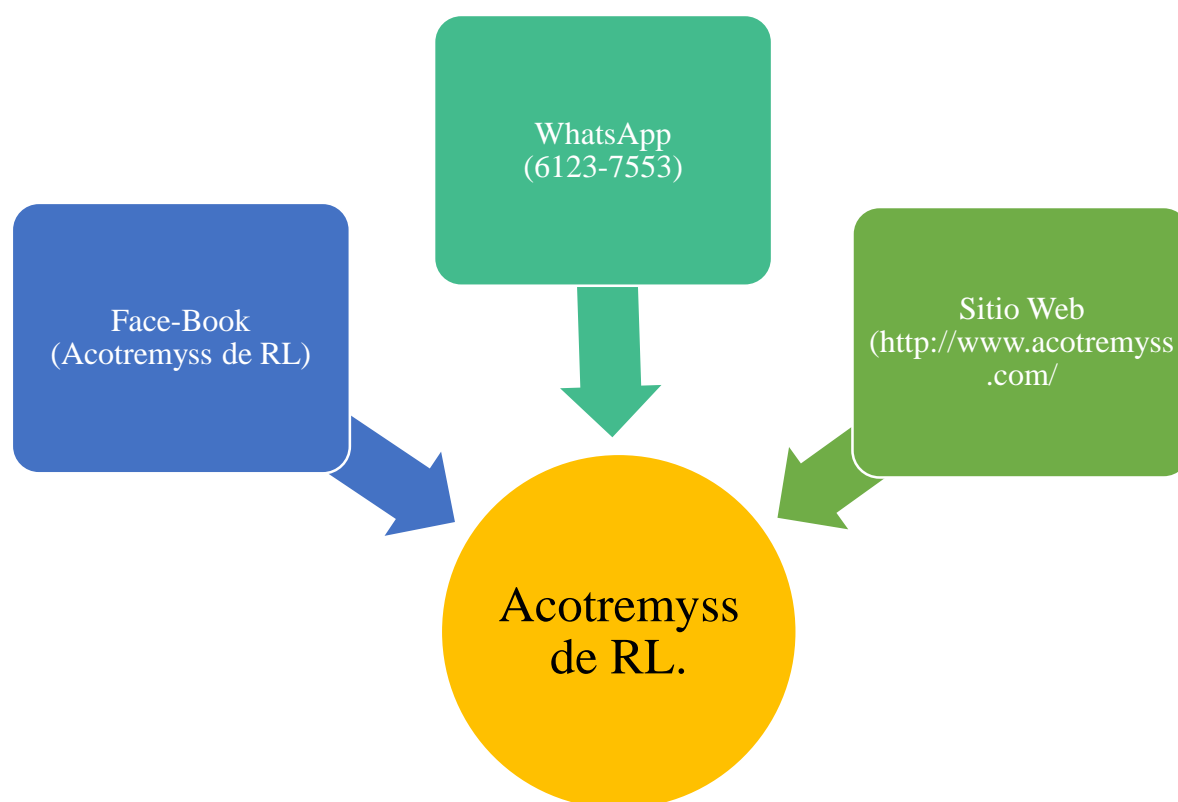 WhatsApp
(6123-7553)
Face-Book
(Acotremyss de RL)
Sitio Web
(http://www.acotremyss
.com/
Acotremyss
de RL.